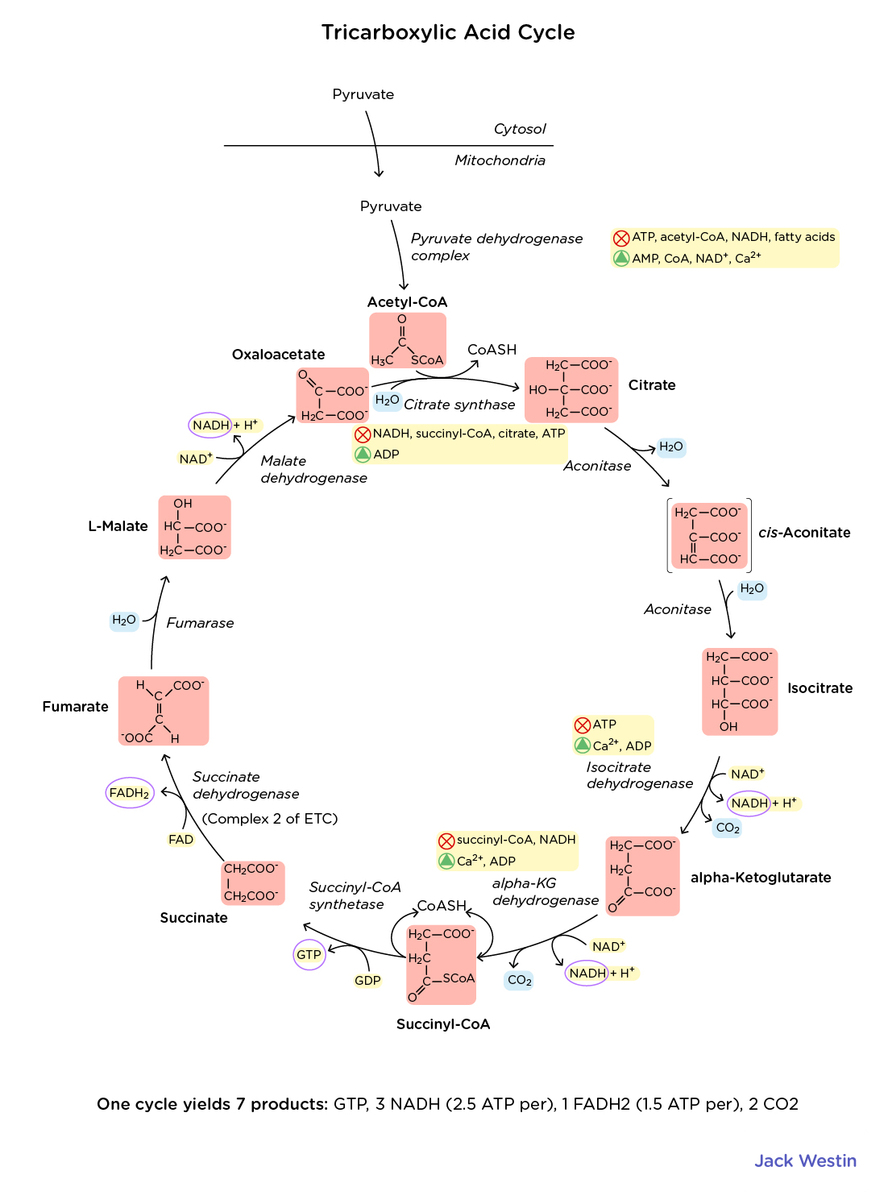 Tricarboxylic Acid Cycle
Pyruvate
Cytosol
Mitochondria
Pyruvate
Pyruvate dehydrogenase
complex
ATP, acetyl-CoA, NADH, fatty acids
AMP, CoA, NAD⁺, Ca²⁺
Acetyl-CoA
O
C
H₃C SCoA
CoASH
Oxaloacetate
O
C—COO⁻
H₂C—COO⁻
H₂O
Citrate synthase
H₂C—COO⁻
HO—C—COO⁻
H₂C—COO⁻
Citrate
NADH, succinyl-CoA, citrate, ATP
ADP
H₂O
Aconitase
H₂C—COO⁻
C—COO⁻
HC—COO⁻
cis-Aconitate
H₂O
Aconitase
H₂C—COO⁻
HC—COO⁻
HC—COO⁻
OH
Isocitrate
ATP
Ca²⁺, ADP
Isocitrate
dehydrogenase
NAD⁺
NADH + H⁺
CO₂
H₂C—COO⁻
H₂C
C—COO⁻
O
alpha-Ketoglutarate
succinyl-CoA, NADH
Ca²⁺, ADP
alpha-KG
dehydrogenase
NAD⁺
NADH + H⁺
CO₂
CoASH
H₂C—COO⁻
H₂C
C—SCoA
O
Succinyl-CoA
Succinyl-CoA
synthetase
GTP
GDP
CH₂COO⁻
CH₂COO⁻
Succinate
Succinate
dehydrogenase
(Complex 2 of ETC)
FADH₂
FAD
H COO⁻
C
C
⁻OOC H
Fumarate
H₂O
Fumarase
OH
HC—COO⁻
H₂C—COO⁻
L-Malate
NADH + H⁺
NAD⁺
Malate
dehydrogenase
One cycle yields 7 products: GTP, 3 NADH (2.5 ATP per), 1 FADH2 (1.5 ATP per), 2 CO2
Jack Westin